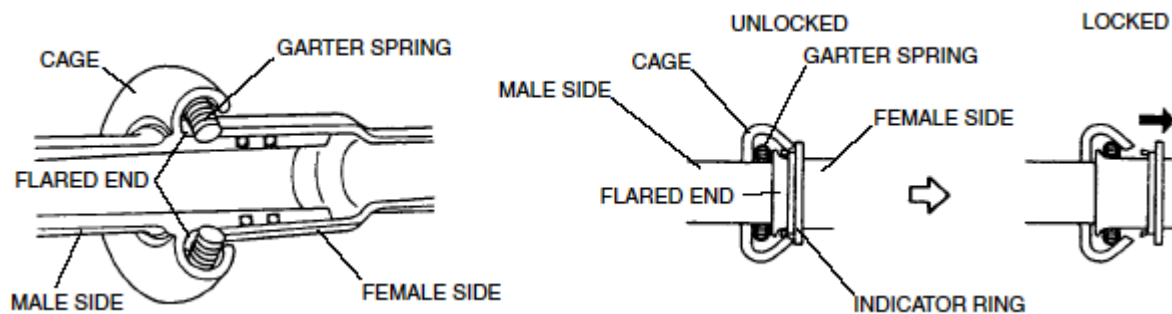 GARTER SPRING
CAGE
FLARED END
MALE SIDE
FEMALE SIDE
UNLOCKED
LOCKED
CAGE
GARTER SPRING
MALE SIDE
FEMALE SIDE
FLARED END
INDICATOR RING